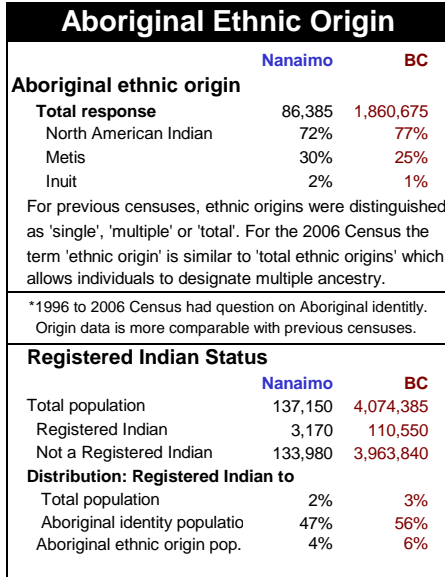 Aboriginal Ethnic Origin
Nanaimo BC
Aboriginal ethnic origin
Total response 86,385 1,860,675
North American Indian 72% 77%
Metis 30% 25%
Inuit 2% 1%
For previous censuses, ethnic origins were distinguished
as 'single', 'multiple' or 'total'. For the 2006 Census the
term 'ethnic origin' is similar to 'total ethnic origins' which
allows individuals to designate multiple ancestry.
*1996 to 2006 Census had question on Aboriginal identitly.
Origin data is more comparable with previous censuses.
Registered Indian Status
Nanaimo BC
Total population 137,150 4,074,385
Registered Indian 3,170 110,550
Not a Registered Indian 133,980 3,963,840
Distribution: Registered Indian to
Total population 2% 3%
Aboriginal identity populatio 47% 56%
Aboriginal ethnic origin pop. 4% 6%